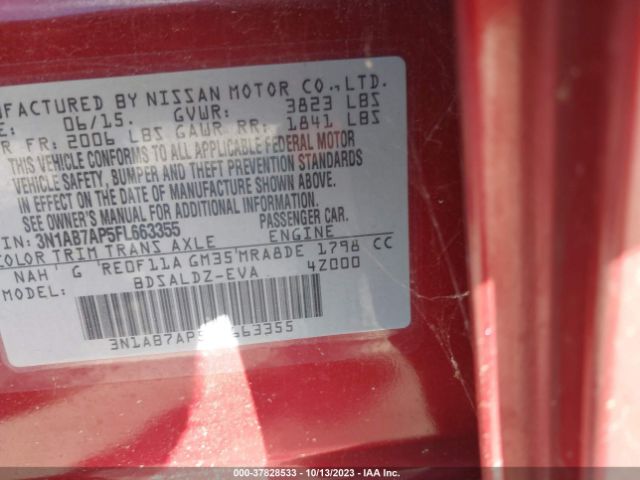 NUFACTURED BY NISSAN MOTOR CO., LTD.
E: 06/15. GVWR: 3823 LBS
R FR: 2006 LBS GAWR RR: 1841 LBS
THIS VEHICLE CONFORMS TO ALL APPLICABLE FEDERAL MOTOR
VEHICLE SAFETY, BUMPER AND THEFT PREVENTION STANDARDS
IN EFFECT ON THE DATE OF MANUFACTURE SHOWN ABOVE.
SEE OWNER'S MANUAL FOR ADDITIONAL INFORMATION.
IN: 3N1AB7AP5FL663355 PASSENGER CAR.
COLOR TRIM TRANS AXLE ENGINE
NAH G RE0F11A GM35 MRA8DE 1798 CC
MODEL: BDSALDZ-EVA 4Z000
3N1AB7AP5 663355
000-37828533 10/13/2023 IAA Inc.